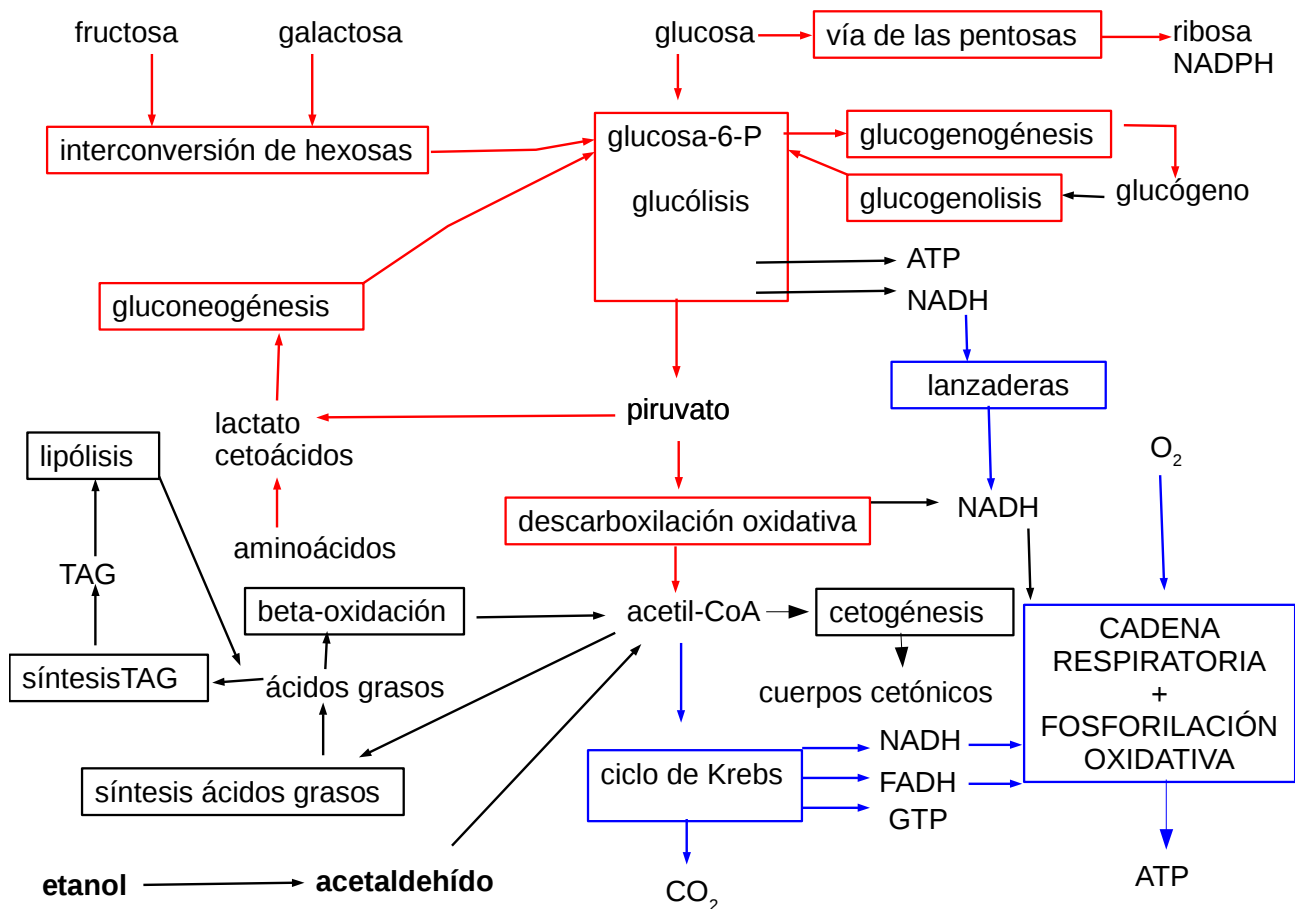 fructosa
galactosa
glucosa
vía de las pentosas
ribosa
NADPH
interconversión de hexosas
glucosa-6-P
glucogenogénesis
glucólisis
glucogenolisis
glucógeno
ATP
NADH
gluconeogénesis
lanzaderas
piruvato
lactato
cetoácidos
lipólisis
O2
descarboxilación oxidativa
NADH
aminoácidos
TAG
beta-oxidación
acetil-CoA
cetogénesis
CADENA
RESPIRATORIA
+
FOSFORILACIÓN
OXIDATIVA
síntesisTAG
ácidos grasos
cuerpos cetónicos
NADH
ciclo de Krebs
FADH
GTP
síntesis ácidos grasos
etanol
acetaldehído
CO2
ATP